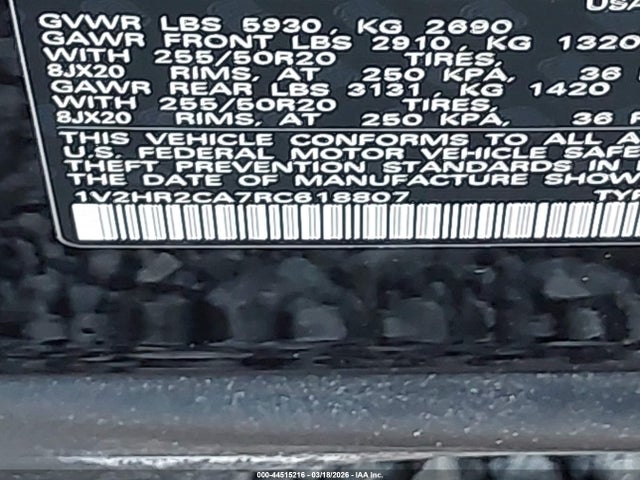 USA
GVWR LBS 5930, KG 2690
GAWR FRONT LBS 2910, KG 1320
WITH 255/50R20 TIRES,
8JX20 RIMS, AT 250 KPA, 36
GAWR REAR LBS 3131, KG 1420
WITH 255/50R20 TIRES,
8JX20 RIMS, AT 250 KPA, 36 P
THIS VEHICLE CONFORMS TO ALL A
U.S. FEDERAL MOTOR VEHICLE SAFE
THEFT PREVENTION STANDARDS IN
THE DATE OF MANUFACTURE SHOW
1V2HR2CA7RC618807 TYP
000-44515216 - 03/18/2026 - IAA Inc.